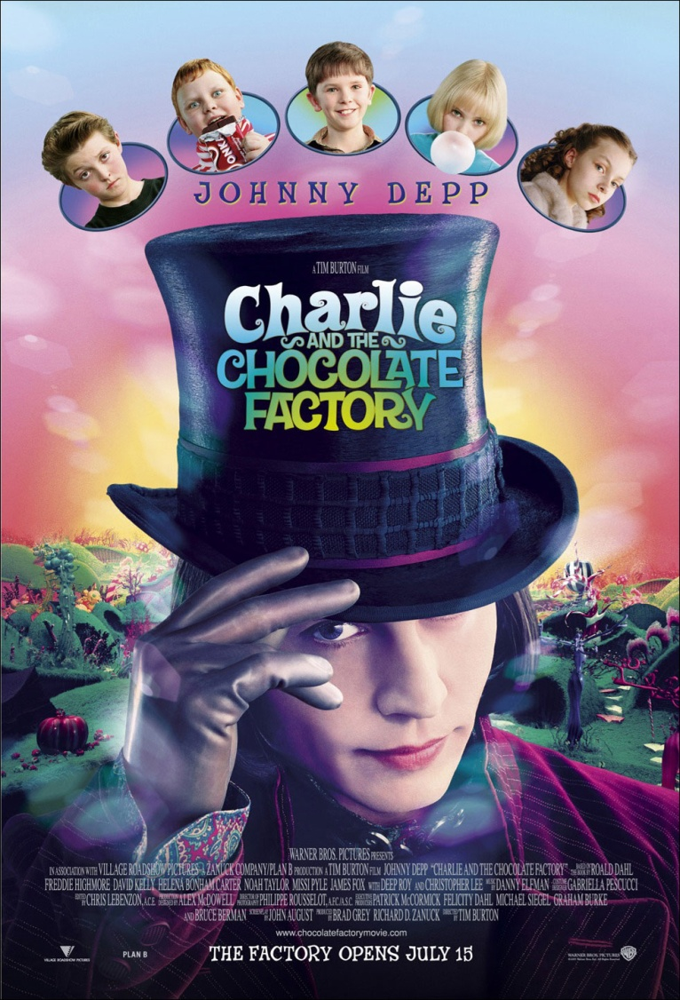 ONK
JOHNNY DEPP
A TIM BURTON FILM
Charlie
AND THE
CHOCOLATE
FACTORY
WARNER BROS. PICTURES PRESENTS
IN ASSOCIATION WITH VILLAGE ROADSHOW PICTURES A ZANUCK COMPANY/PLAN B PRODUCTION A TIM BURTON FILM JOHNNY DEPP "CHARLIE AND THE CHOCOLATE FACTORY" BASED ON THE BOOK BY ROALD DAHL
FREDDIE HIGHMORE DAVID KELLY HELENA BONHAM CARTER NOAH TAYLOR MISSI PYLE JAMES FOX WITH DEEP ROY AND CHRISTOPHER LEE MUSIC BY DANNY ELFMAN COSTUMES DESIGNED BY GABRIELLA PESCUCCI
EDITED BY CHRIS LEBENZON, A.C.E. PRODUCTION DESIGNED BY ALEX McDOWELL DIRECTOR OF PHOTOGRAPHY PHILIPPE ROUSSELOT, A.F.C./A.S.C. EXECUTIVE PRODUCERS PATRICK McCORMICK FELICITY DAHL MICHAEL SIEGEL GRAHAM BURKE
AND BRUCE BERMAN SCREENPLAY BY JOHN AUGUST PRODUCED BY BRAD GREY RICHARD D. ZANUCK DIRECTED BY TIM BURTON
www.chocolatefactorymovie.com
VILLAGE ROADSHOW PICTURES
PLAN B
THE FACTORY OPENS JULY 15
WARNER BROS. PICTURES